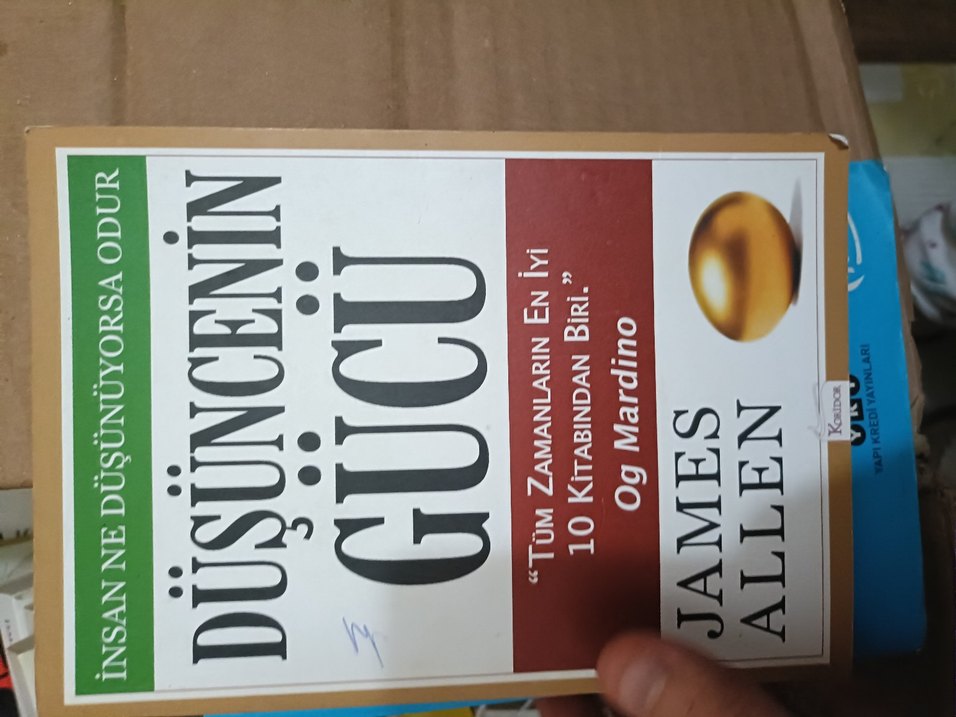 İNSAN NE DÜŞÜNÜYORSA ODUR
DÜŞÜNCENİN
GÜCÜ
“TÜM ZAMANLARIN EN İYİ
10 KİTABINDAN BİRİ.”
Og Mardino
JAMES
ALLEN
KORIDOR
YAPI KREDİ YAYINLARI